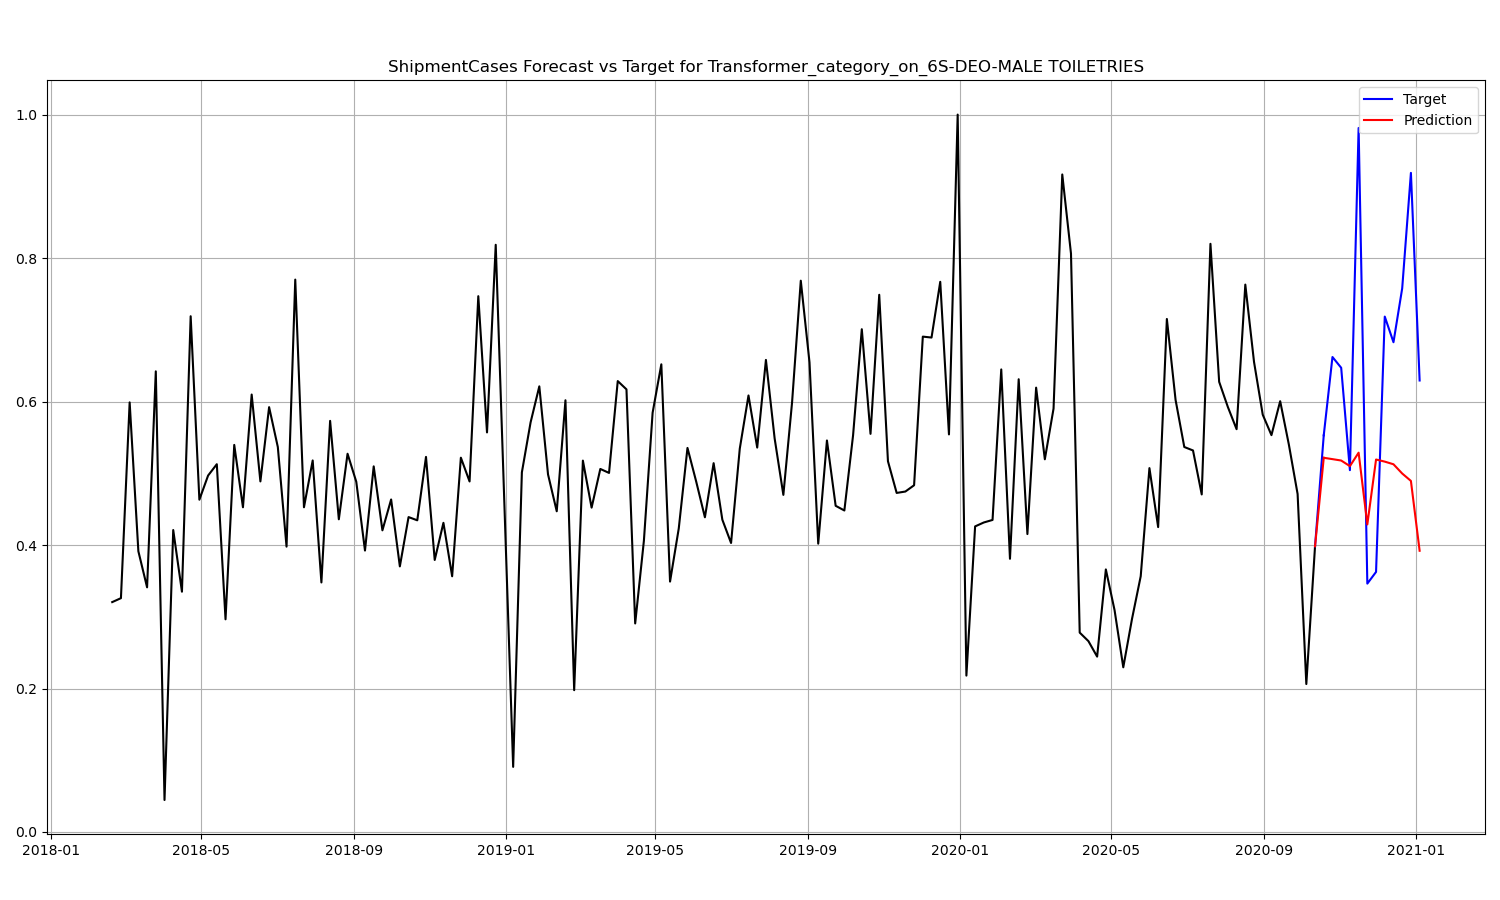 ShipmentCases Forecast vs Target for Transformer_category_on_6S-DEO-MALE TOILETRIES
Target
Prediction
1.0
0.8
0.6
0.4
0.2
0.0
2018-01 2018-05 2018-09 2019-01 2019-05 2019-09 2020-01 2020-05 2020-09 2021-01